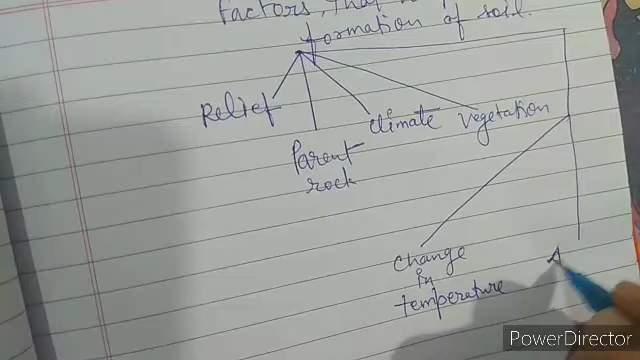 factors, that
formation of soil.
Relief
Parent
rock
climate
vegetation
change
in
temperature
A
PowerDirector